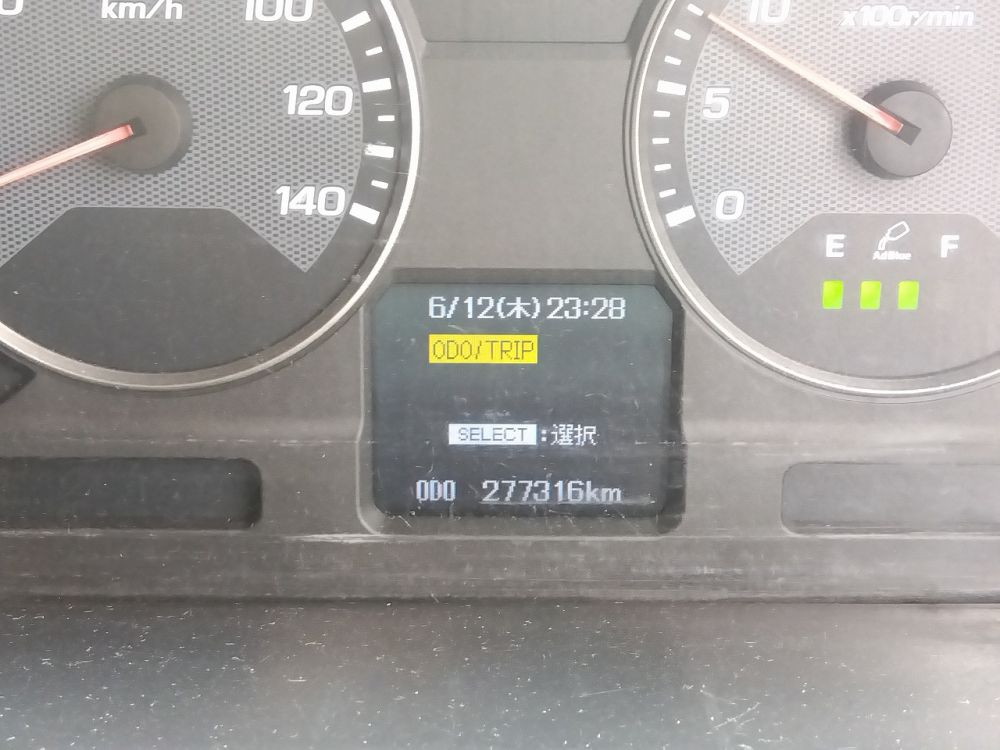 km/h
100
120
140
10
x100r/min
5
0
E
AdBlue
F
6/12(木)23:28
ODO/TRIP
SELECT:選択
ODO 277316km